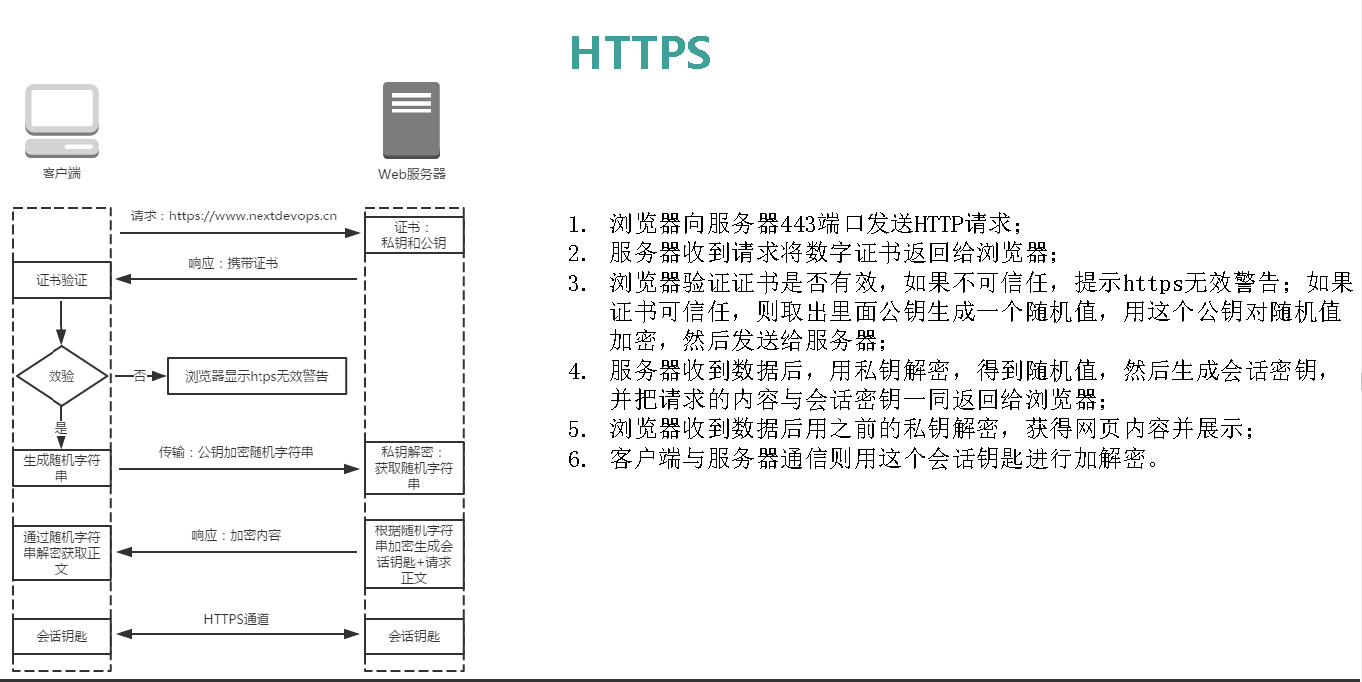 HTTPS
客户端
Web服务器
请求：https://www.nextdevops.cn
证书：
私钥和公钥
响应：携带证书
证书验证
效验
否
浏览器显示htps无效警告
是
生成随机字符
串
传输：公钥加密随机字符串
私钥解密：
获取随机字符
串
通过随机字符
串解密获取正
文
响应：加密内容
根据随机字符
串加密生成会
话钥匙+请求
正文
HTTPS通道
会话钥匙
会话钥匙
1. 浏览器向服务器443端口发送HTTP请求；
2. 服务器收到请求将数字证书返回给浏览器；
3. 浏览器验证证书是否有效，如果不可信任，提示https无效警告；如果
证书可信任，则取出里面公钥生成一个随机值，用这个公钥对随机值
加密，然后发送给服务器；
4. 服务器收到数据后，用私钥解密，得到随机值，然后生成会话密钥，
并把请求的内容与会话密钥一同返回给浏览器；
5. 浏览器收到数据后用之前的私钥解密，获得网页内容并展示；
6. 客户端与服务器通信则用这个会话钥匙进行加解密。